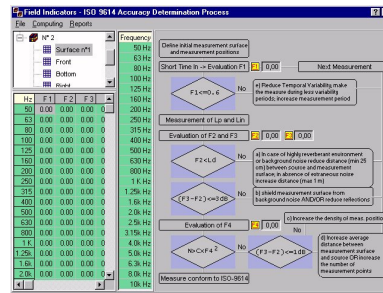 Field Indicators - ISO 9614 Accuracy Determination Process
File Computing Reports
N° 2
Surface n°1
Front
Bottom
Right
Hz F1 F2 F3
50 0.00 0.00 0.00
63 0.00 0.00 0.00
80 0.00 0.00 0.00
100 0.00 0.00 0.00
125 0.00 0.00 0.00
160 0.00 0.00 0.00
200 0.00 0.00 0.00
250 0.00 0.00 0.00
315 0.00 0.00 0.00
400 0.00 0.00 0.00
500 0.00 0.00 0.00
630 0.00 0.00 0.00
800 0.00 0.00 0.00
1 K 0.00 0.00 0.00
1.25k 0.00 0.00 0.00
1.6k 0.00 0.00 0.00
2.0k 0.00 0.00 0.00
Frequency
50 Hz
63 Hz
80 Hz
100 Hz
125 Hz
160 Hz
200 Hz
250 Hz
315 Hz
400 Hz
500 Hz
630 Hz
800 Hz
1 K Hz
1.25k Hz
1.6k Hz
2.0k Hz
2.5k Hz
3.15k Hz
4.0k Hz
5.0k Hz
6.3k Hz
8.0k Hz
10k Hz
Define initial measurement surface
and measurement positions
Short Time In -> Evaluation F1 F1 0,00 Next Measurement
F1<=0.6 No
e) Reduce Temporal Variability, make
the measure during less variability
periods; increase measurement period
Measurement of Lp and Lin
Evaluation of F2 and F3 F2 0,00 F3 0,00
F2<Ld No
a) In case of highly reverberant environment
or background noise reduce distance (min 25
cm) between source and measurement
surface, in absence of extraneous noise
increase distance (max 1 m)
(F3-F2)<=3dB No
b) shield measurement surface from
background noise AND/OR reduce reflections
Evaluation of F4 F4 0,00
c) Increase the density of meas. positio
No
N>CxF4² No (F3-F2)<=1dB
d) Increase average
distance between
measurement surface
and source OR increase
the number of
measurement points
Measure conform to ISO-9614